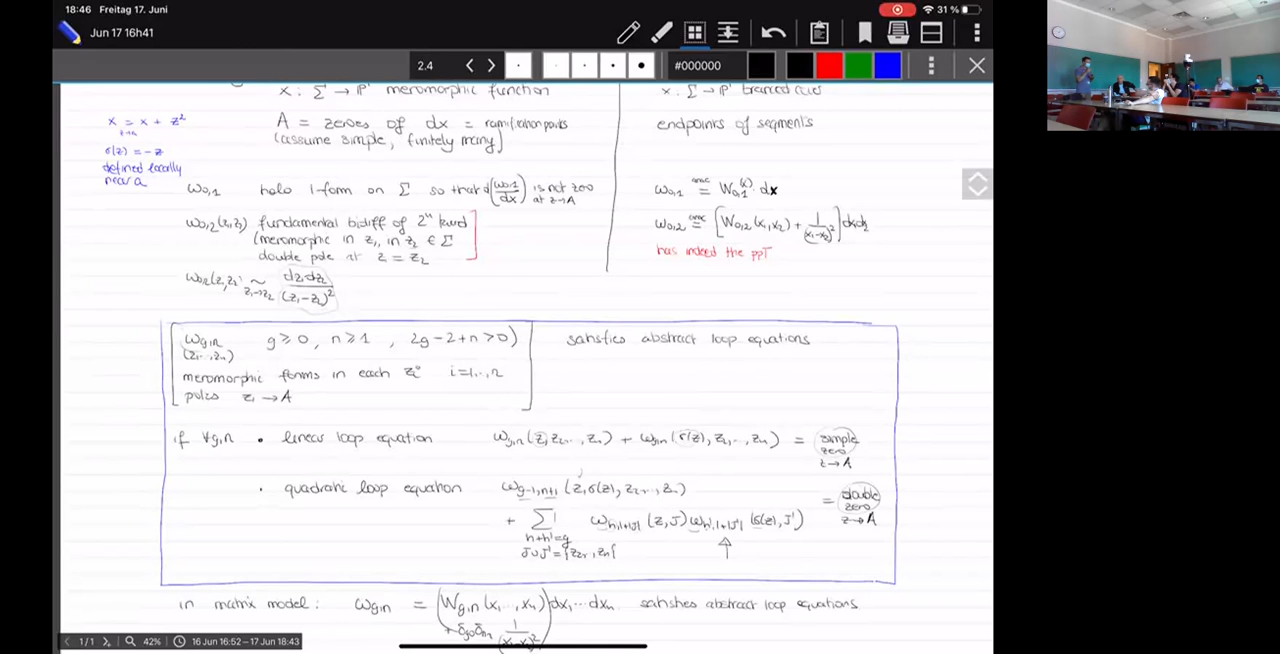 18:46 Freitag 17. Juni
31 %
Jun 17 16h41
2.4
#000000
x : Σ → ℙ' meromorphic function
x : Σ → ℙ' branched cover
x = x + z²
z→a
σ(z) = -z
defined locally
near a
A = zeroes of dx = ramification points
(assume simple, finitely many)
endpoints of segments
ω0,1 holo 1-form on Σ so that d(ω0,1/dx) is not zero at z→A
ω0,1 = W0,1(x) dx
ω0,2(z1,z2) fundamental bidiff of 2ⁿ kind
(meromorphic in z1, in z2 ∈ Σ
double pole at z1 = z2
ω0,2 = [W0,2(x1,x2) + 1/(x1-x2)²] dx1dx2
has indeed the ppT
ω0,2(z1,z2) ~ dz1dz2/(z1-z2)²
z1→z2
ωg,n g ≥ 0, n ≥ 1, 2g-2+n > 0) satisfies abstract loop equations
(z1,..,zn)
meromorphic forms in each zi i=1,..,n
poles z1 → A
if ∀g,n • linear loop equation ωg,n(z,z2,..,zn) + ωg,n(σ(z),z2,..,zn) = simple zero z→A
• quadratic loop equation ωg-1,n+1(z,σ(z),z2,..,zn)
+ Σ ωh,1+|J|(z,J) ωh',1+|J'|(σ(z),J') = double zero z→A
h+h'=g
J∪J'={z2,..,zn}
in matrix model: ωg,n = (Wg,n(x1,..,xn) + δg,0δn,2 1/(x1-x2)²) dx1...dxn satisfies abstract loop equations
1/1 42% 16 Jun 16:52 – 17 Jun 18:43